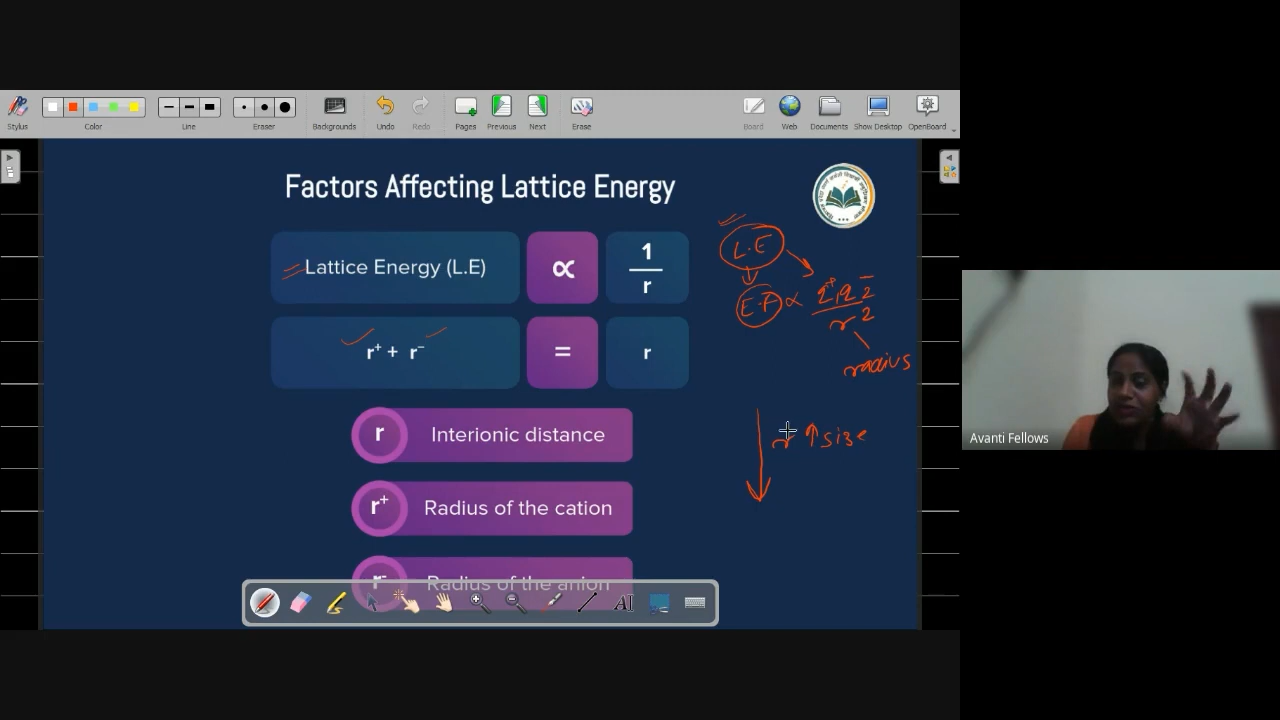 Stylus
Color
Line
Eraser
Backgrounds
Undo
Redo
Pages
Previous
Next
Erase
Board
Web
Documents
Show Desktop
OpenBoard
Factors Affecting Lattice Energy
Lattice Energy (L.E) ∝ 1/r
r⁺ + r⁻ = r
r Interionic distance
r⁺ Radius of the cation
r⁻ Radius of the anion
L.E
E.F ∝
r²
radius
r ↑ size
AI
Avanti Fellows